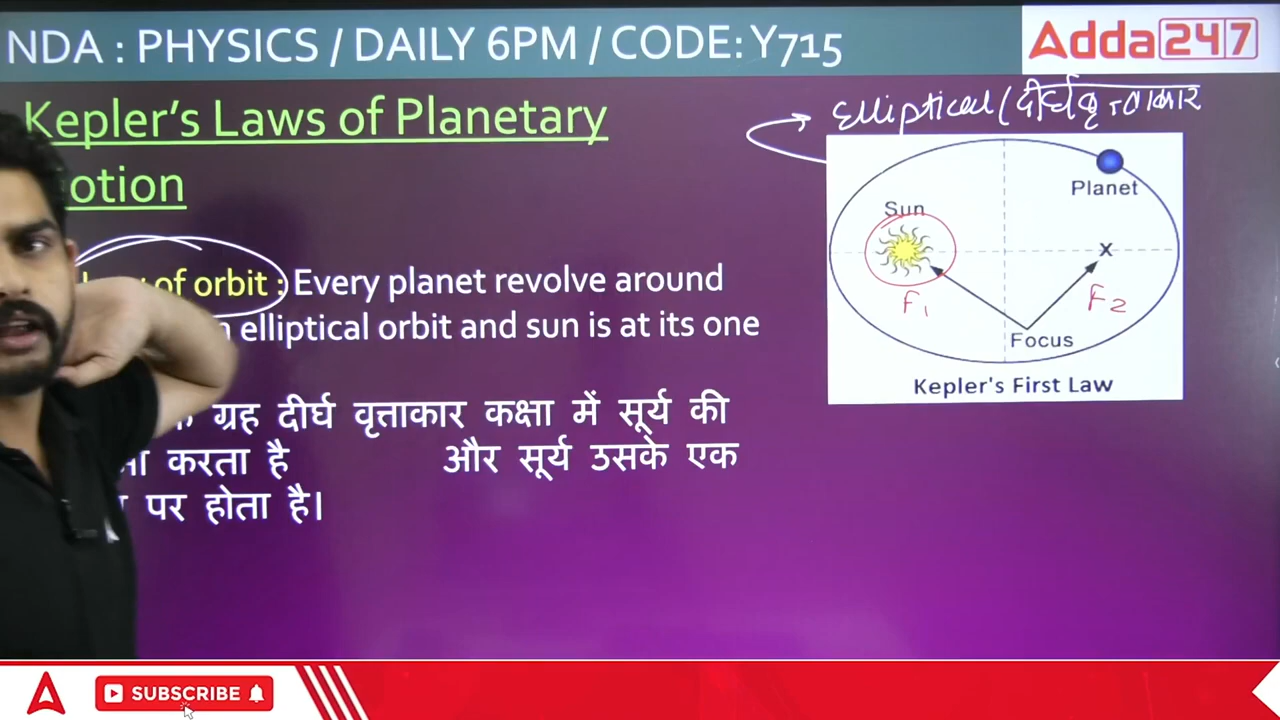 NDA : PHYSICS / DAILY 6PM / CODE: Y715
Adda247
Kepler's Laws of Planetary
otion
Elliptical (दीर्घवृत्ताकार
of orbit : Every planet revolve around
elliptical orbit and sun is at its one
ग्रह दीर्घ वृत्ताकार कक्षा में सूर्य की
करता है और सूर्य उसके एक
पर होता है।
Planet
Sun
x
F1
F2
Focus
Kepler's First Law
SUBSCRIBE